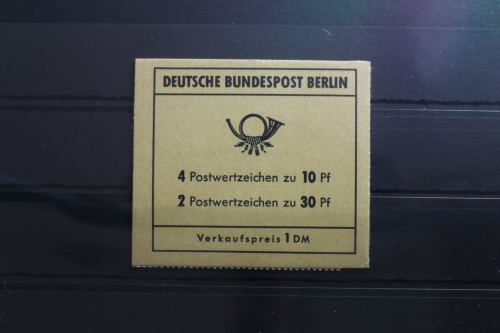 DEUTSCHE BUNDESPOST BERLIN
4 Postwertzeichen zu 10 Pf
2 Postwertzeichen zu 30 Pf
Verkaufspreis 1 DM